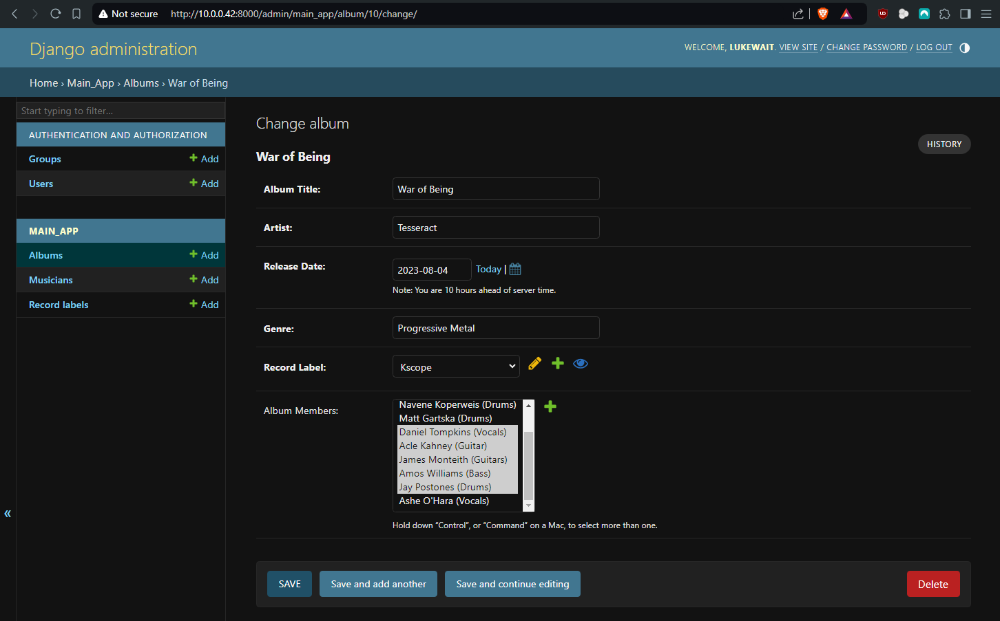 Not secure http://10.0.0.42:8000/admin/main_app/album/10/change/
Django administration
WELCOME, LUKEWAIT. VIEW SITE / CHANGE PASSWORD / LOG OUT
Home › Main_App › Albums › War of Being
Start typing to filter...
AUTHENTICATION AND AUTHORIZATION
Groups + Add
Users + Add
MAIN_APP
Albums + Add
Musicians + Add
Record labels + Add
«
Change album
HISTORY
War of Being
Album Title: War of Being
Artist: Tesseract
Release Date: 2023-08-04 Today |
Note: You are 10 hours ahead of server time.
Genre: Progressive Metal
Record Label: Kscope
Album Members:
Navene Koperweis (Drums)
Matt Gartska (Drums)
Daniel Tompkins (Vocals)
Acle Kahney (Guitar)
James Monteith (Guitars)
Amos Williams (Bass)
Jay Postones (Drums)
Ashe O'Hara (Vocals)
Hold down “Control”, or “Command” on a Mac, to select more than one.
SAVE Save and add another Save and continue editing Delete